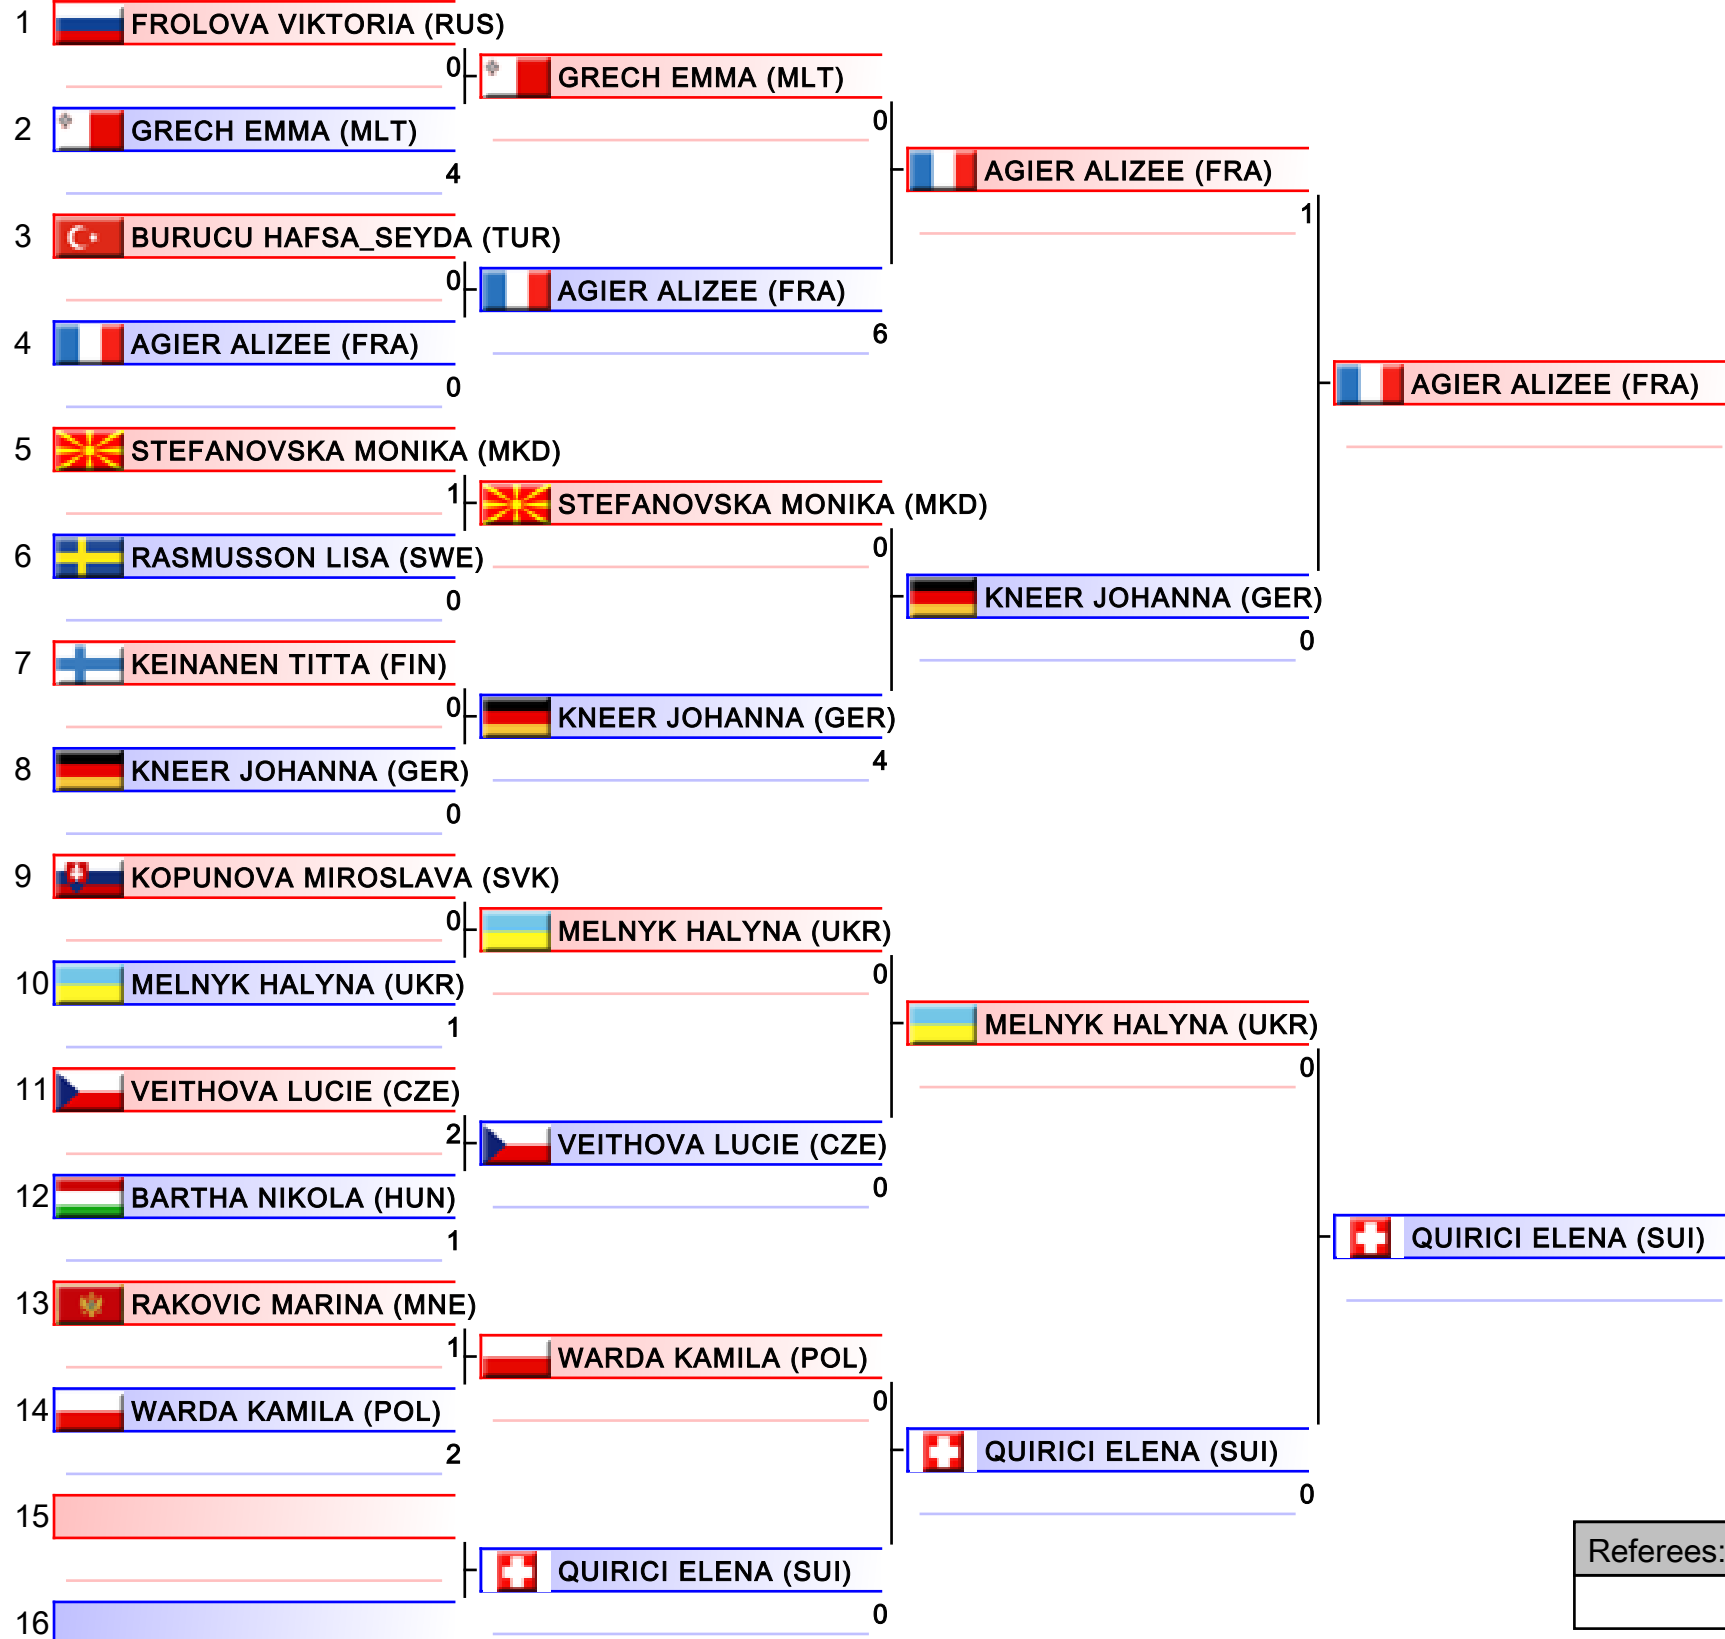 1 FROLOVA VIKTORIA (RUS)
0
GRECH EMMA (MLT)
0
2 GRECH EMMA (MLT)
4
AGIER ALIZEE (FRA)
1
3 BURUCU HAFSA_SEYDA (TUR)
0
AGIER ALIZEE (FRA)
6
4 AGIER ALIZEE (FRA)
0
AGIER ALIZEE (FRA)
5 STEFANOVSKA MONIKA (MKD)
1
STEFANOVSKA MONIKA (MKD)
0
6 RASMUSSON LISA (SWE)
0
KNEER JOHANNA (GER)
0
7 KEINANEN TITTA (FIN)
0
KNEER JOHANNA (GER)
4
8 KNEER JOHANNA (GER)
0
9 KOPUNOVA MIROSLAVA (SVK)
0
MELNYK HALYNA (UKR)
0
10 MELNYK HALYNA (UKR)
1
MELNYK HALYNA (UKR)
0
11 VEITHOVA LUCIE (CZE)
2
VEITHOVA LUCIE (CZE)
0
12 BARTHA NIKOLA (HUN)
1
QUIRICI ELENA (SUI)
13 RAKOVIC MARINA (MNE)
1
WARDA KAMILA (POL)
0
14 WARDA KAMILA (POL)
2
QUIRICI ELENA (SUI)
0
15
QUIRICI ELENA (SUI)
0
16
Referees: